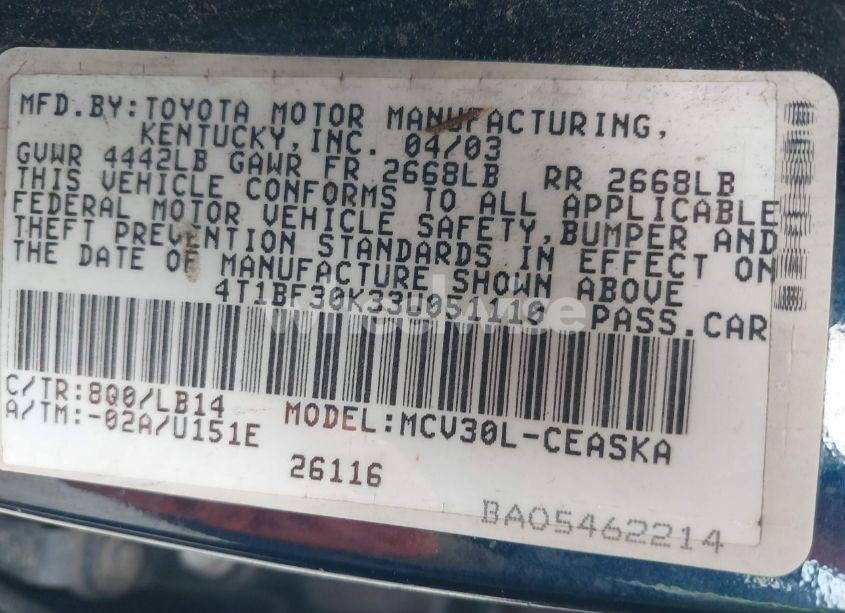 MFD.BY:TOYOTA MOTOR MANUFACTURING,
KENTUCKY,INC. 04/03
GVWR 4442LB GAWR FR 2668LB RR 2668LB
THIS VEHICLE CONFORMS TO ALL APPLICABLE
FEDERAL MOTOR VEHICLE SAFETY,BUMPER AND
THEFT PREVENTION STANDARDS IN EFFECT ON
THE DATE OF MANUFACTURE SHOWN ABOVE
4T1BF30K33U051116 PASS.CAR
C/TR:8Q0/LB14
A/TM:-02A/U151E
MODEL:MCV30L-CEASKA
26116
BA05462214